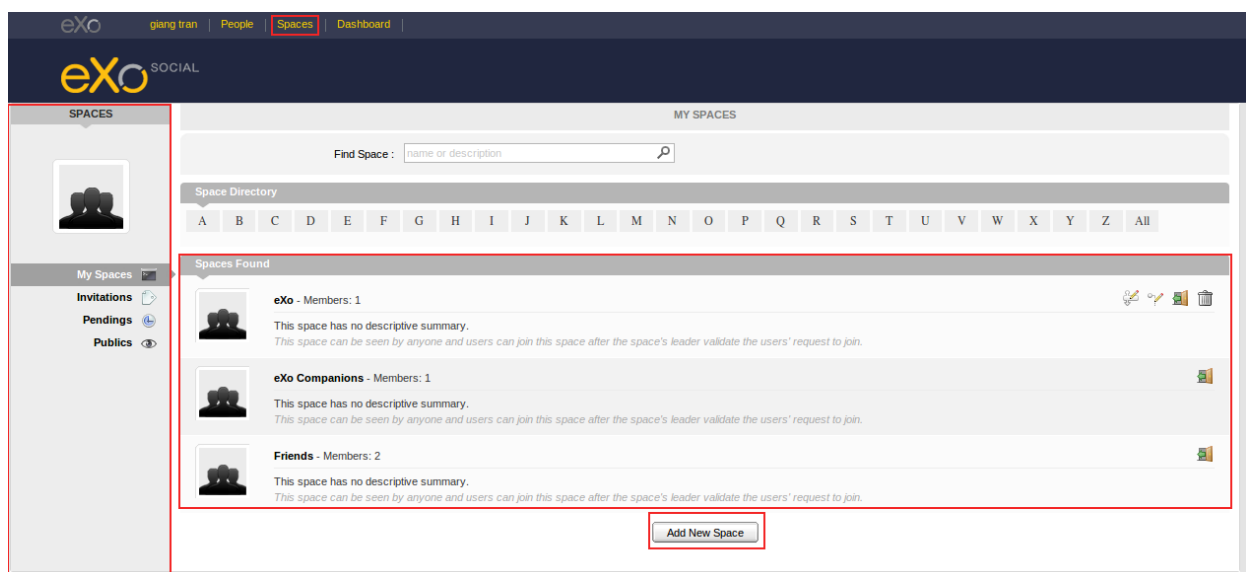 eXo giang tran | People | Spaces | Dashboard |
eXo SOCIAL
SPACES
MY SPACES
Find Space : name or description
Space Directory
A B C D E F G H I J K L M N O P Q R S T U V W X Y Z All
My Spaces
Invitations
Pendings
Publics
Spaces Found
eXo - Members: 1
This space has no descriptive summary.
This space can be seen by anyone and users can join this space after the space's leader validate the users' request to join.
eXo Companions - Members: 1
This space has no descriptive summary.
This space can be seen by anyone and users can join this space after the space's leader validate the users' request to join.
Friends - Members: 2
This space has no descriptive summary.
This space can be seen by anyone and users can join this space after the space's leader validate the users' request to join.
Add New Space